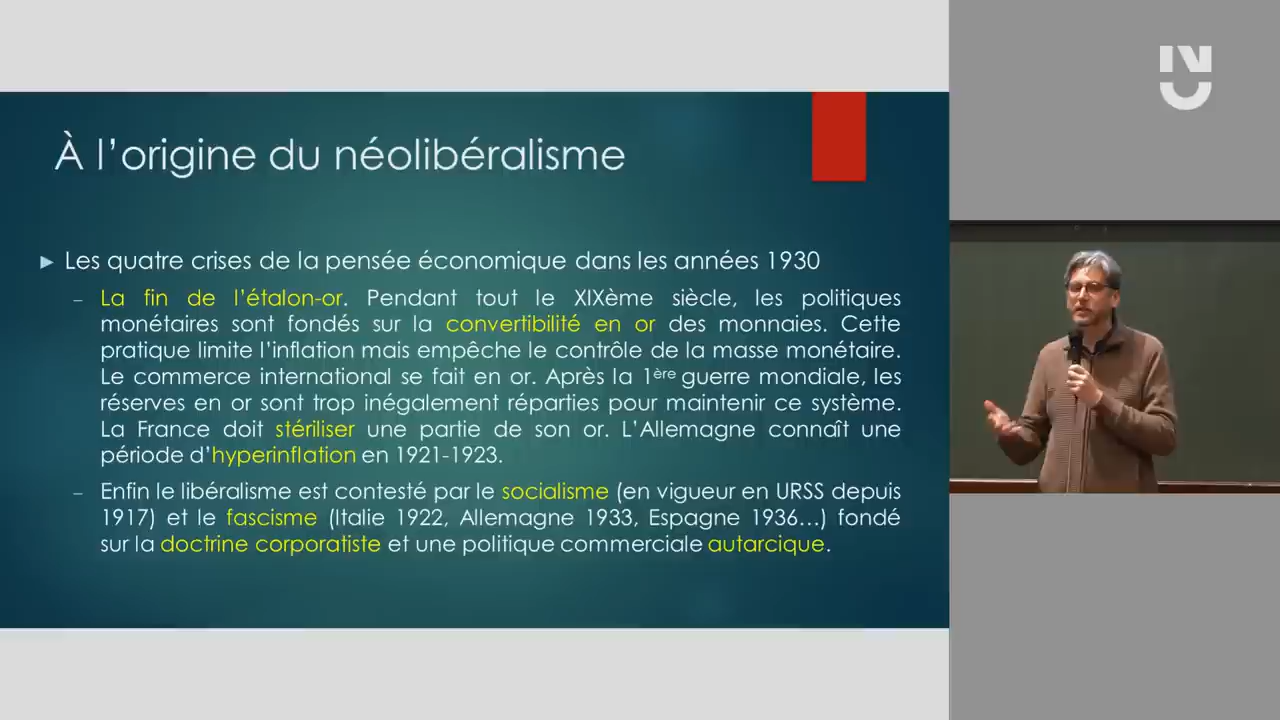 À l'origine du néolibéralisme
Les quatre crises de la pensée économique dans les années 1930
– La fin de l'étalon-or. Pendant tout le XIXème siècle, les politiques
monétaires sont fondés sur la convertibilité en or des monnaies. Cette
pratique limite l'inflation mais empêche le contrôle de la masse monétaire.
Le commerce international se fait en or. Après la 1ère guerre mondiale, les
réserves en or sont trop inégalement réparties pour maintenir ce système.
La France doit stériliser une partie de son or. L'Allemagne connaît une
période d'hyperinflation en 1921-1923.
– Enfin le libéralisme est contesté par le socialisme (en vigueur en URSS depuis
1917) et le fascisme (Italie 1922, Allemagne 1933, Espagne 1936…) fondé
sur la doctrine corporatiste et une politique commerciale autarcique.